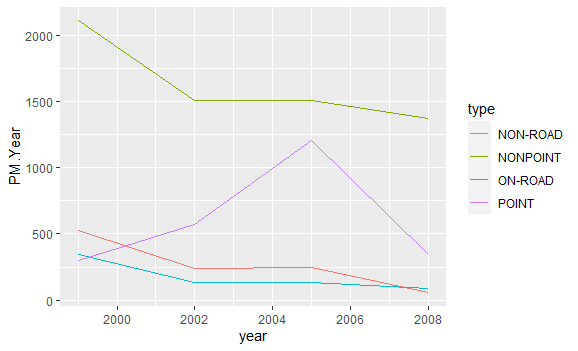 2000
1500
1000
500
0
PM.Year
2000
2002
2004
2006
2008
year
type
NON-ROAD
NONPOINT
ON-ROAD
POINT